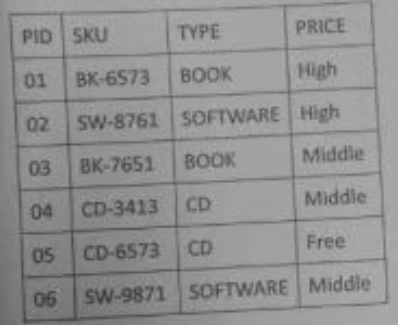 PID SKU TYPE PRICE
01 BK-6573 BOOK High
02 SW-8761 SOFTWARE High
03 BK-7651 BOOK Middle
04 CD-3413 CD Middle
05 CD-6573 CD Free
06 SW-9871 SOFTWARE Middle